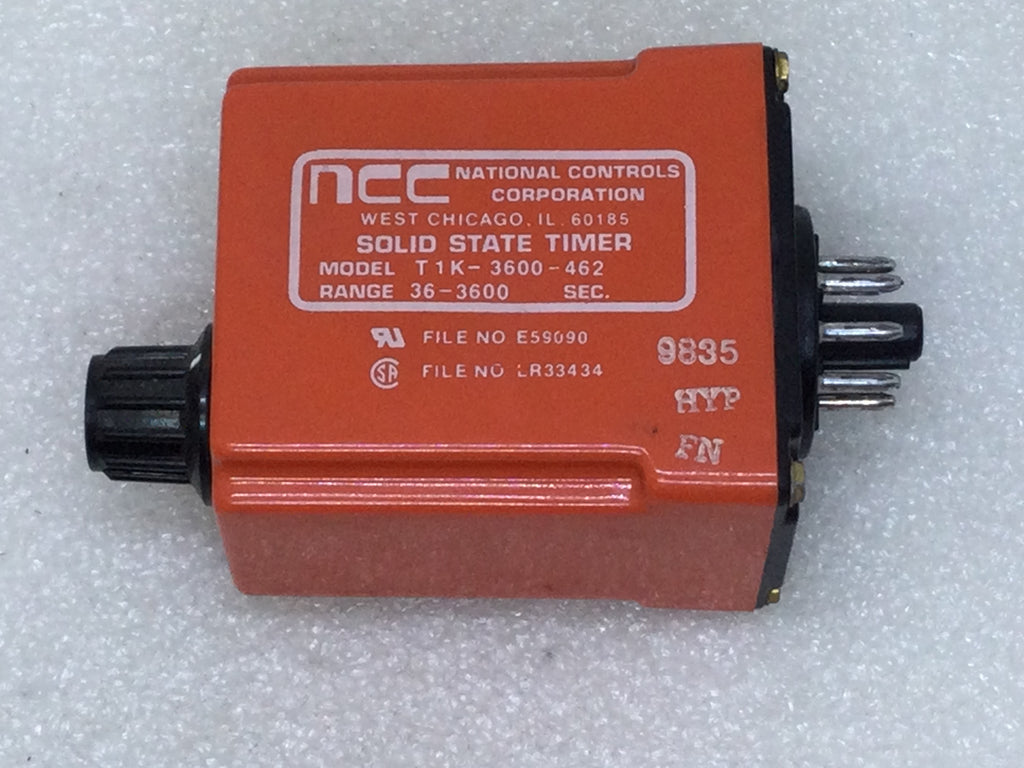 ncc NATIONAL CONTROLS
CORPORATION
WEST CHICAGO, IL. 60185
SOLID STATE TIMER
MODEL T1K-3600-462
RANGE 36-3600 SEC.
FILE NO E59090
SA FILE NO LR33434
9835
HYP
FN